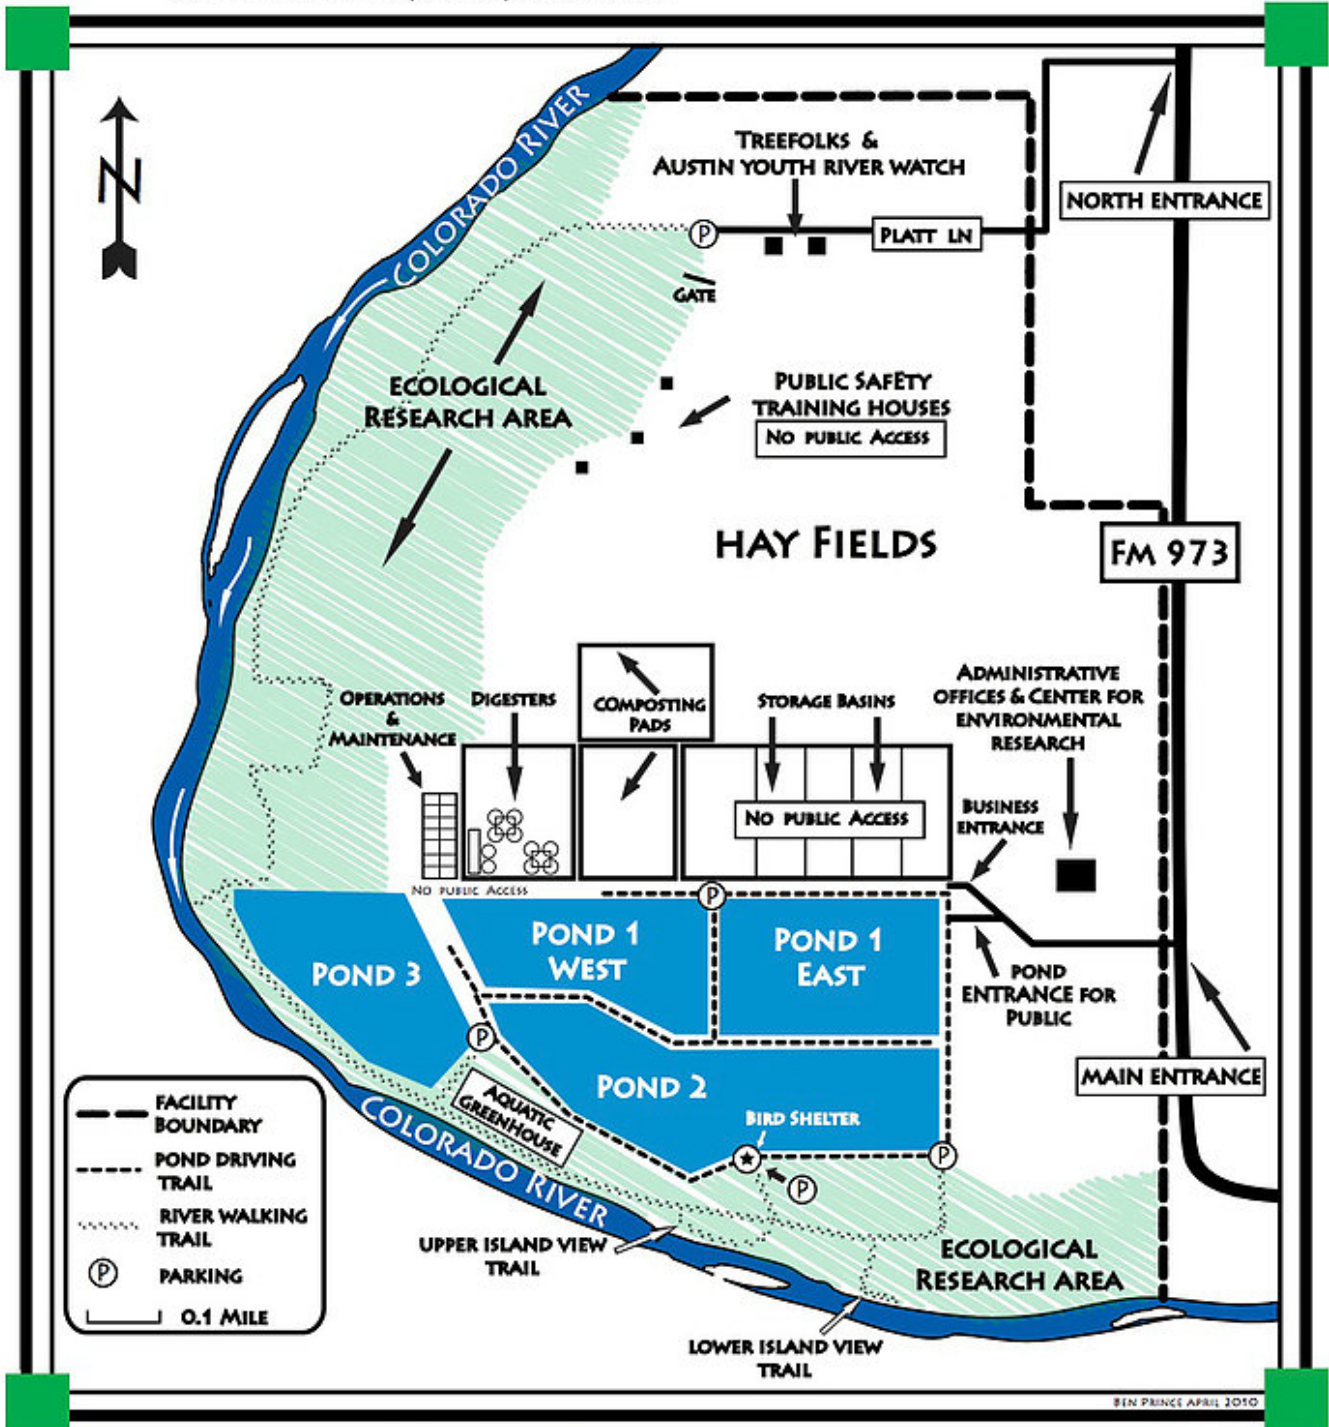 COLORADO RIVER
N
TREEFOLKS &
AUSTIN YOUTH RIVER WATCH
NORTH ENTRANCE
P
PLATT LN
GATE
ECOLOGICAL
RESEARCH AREA
PUBLIC SAFETY
TRAINING HOUSES
NO PUBLIC ACCESS
HAY FIELDS
FM 973
OPERATIONS
&
MAINTENANCE
DIGESTERS
COMPOSTING
PADS
STORAGE BASINS
ADMINISTRATIVE
OFFICES & CENTER FOR
ENVIRONMENTAL
RESEARCH
NO PUBLIC ACCESS
BUSINESS
ENTRANCE
NO PUBLIC ACCESS
P
POND 3
POND 1
WEST
POND 1
EAST
POND
ENTRANCE FOR
PUBLIC
P
MAIN ENTRANCE
POND 2
AQUATIC
GREENHOUSE
BIRD SHELTER
P
P
COLORADO RIVER
UPPER ISLAND VIEW
TRAIL
ECOLOGICAL
RESEARCH AREA
LOWER ISLAND VIEW
TRAIL
FACILITY
BOUNDARY
POND DRIVING
TRAIL
RIVER WALKING
TRAIL
P PARKING
0.1 MILE
BEN PRINCE APRIL 2010